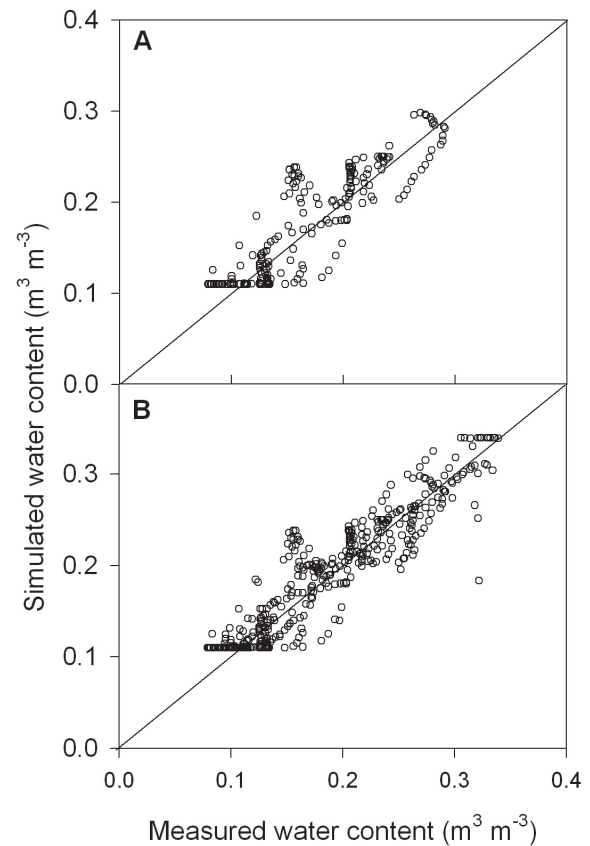 0.4
A
0.3
0.2
0.1
0.0
B
0.3
0.2
0.1
0.0
0.0 0.1 0.2 0.3 0.4
Simulated water content (m³ m⁻³)
Measured water content (m³ m⁻³)